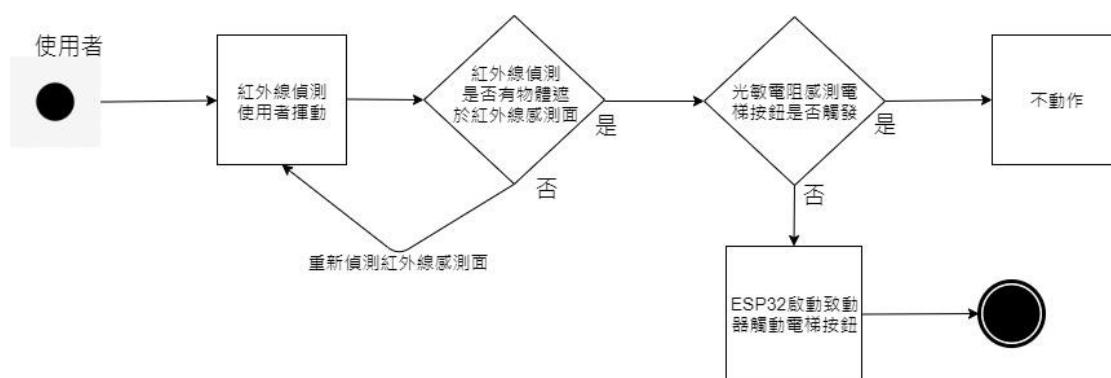 使用者
紅外線偵測
使用者揮動
紅外線偵測
是否有物體遮
於紅外線感測面
是
否
重新偵測紅外線感測面
光敏電阻感測電
梯按鈕是否觸發
是
否
不動作
ESP32啟動致動
器觸動電梯按鈕